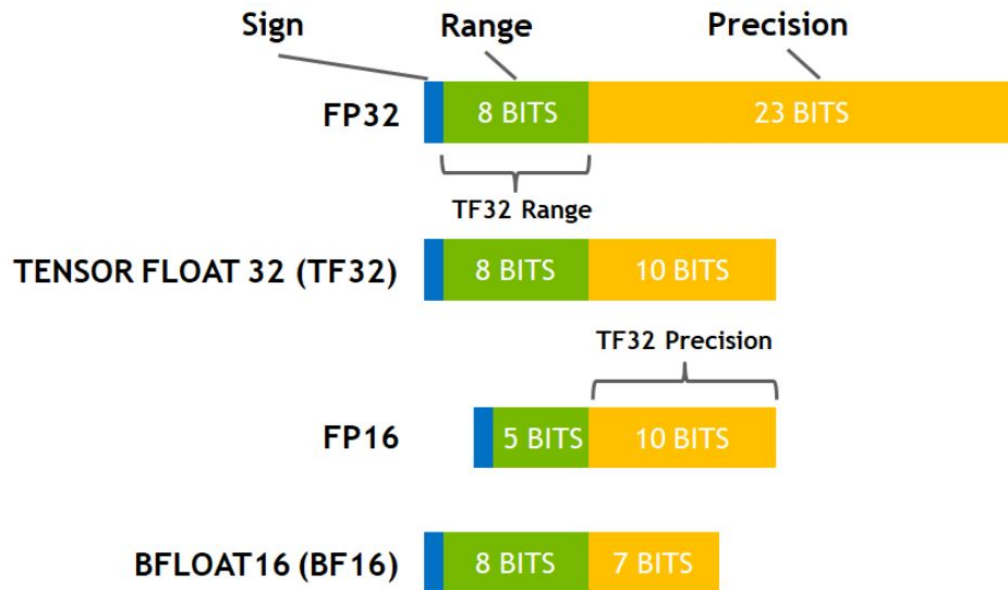 Sign Range Precision
FP32 8 BITS 23 BITS
TF32 Range
TENSOR FLOAT 32 (TF32) 8 BITS 10 BITS
TF32 Precision
FP16 5 BITS 10 BITS
BFLOAT16 (BF16) 8 BITS 7 BITS